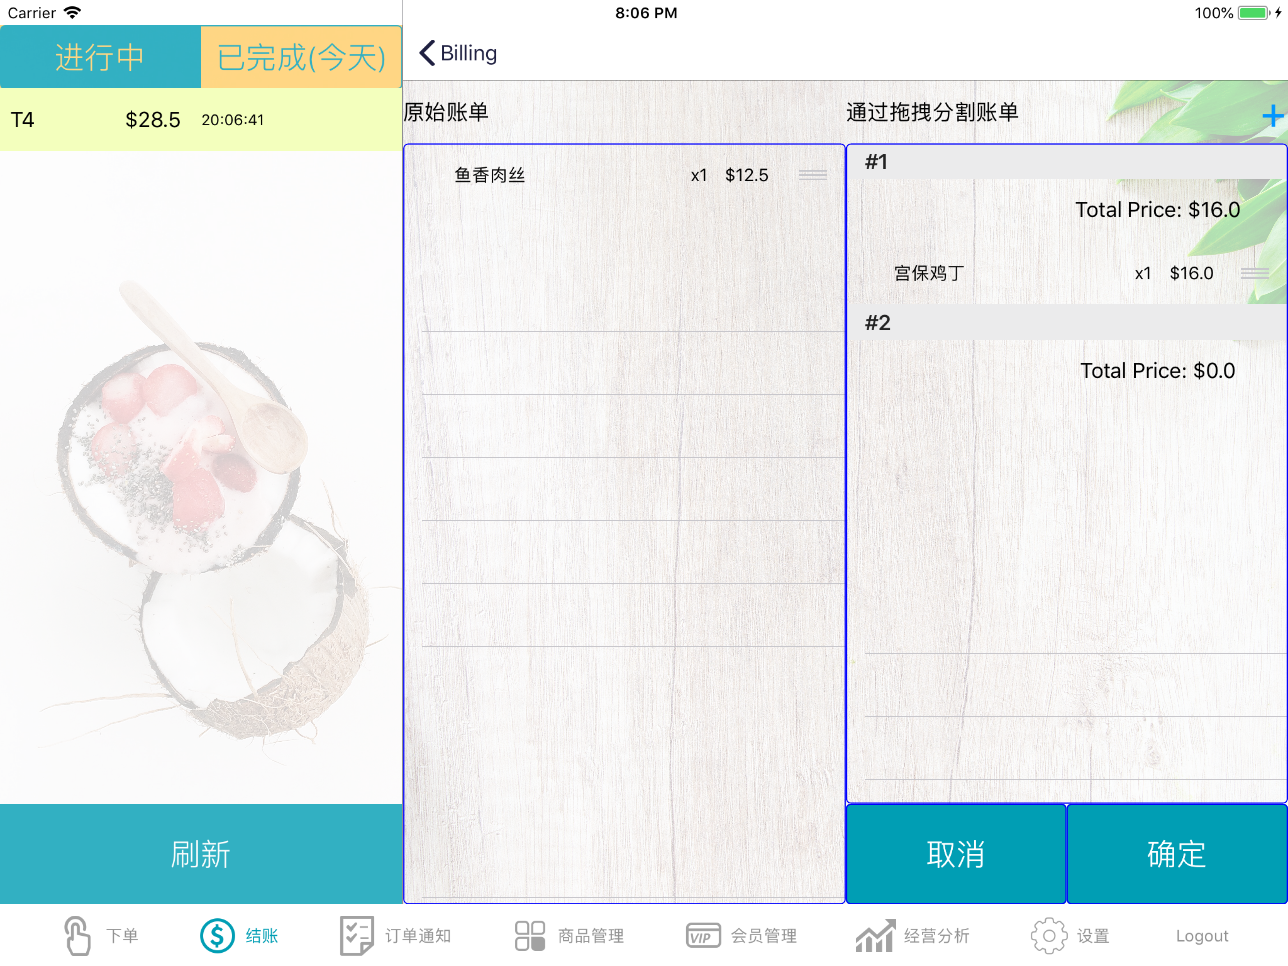 Carrier 8:06 PM 100%
进行中 已完成(今天)
T4 $28.5 20:06:41
刷新
Billing
原始账单
鱼香肉丝 x1 $12.5
通过拖拽分割账单 +
#1
Total Price: $16.0
宫保鸡丁 x1 $16.0
#2
Total Price: $0.0
取消 确定
下单 $ 结账 订单通知 商品管理 VIP 会员管理 经营分析 设置 Logout